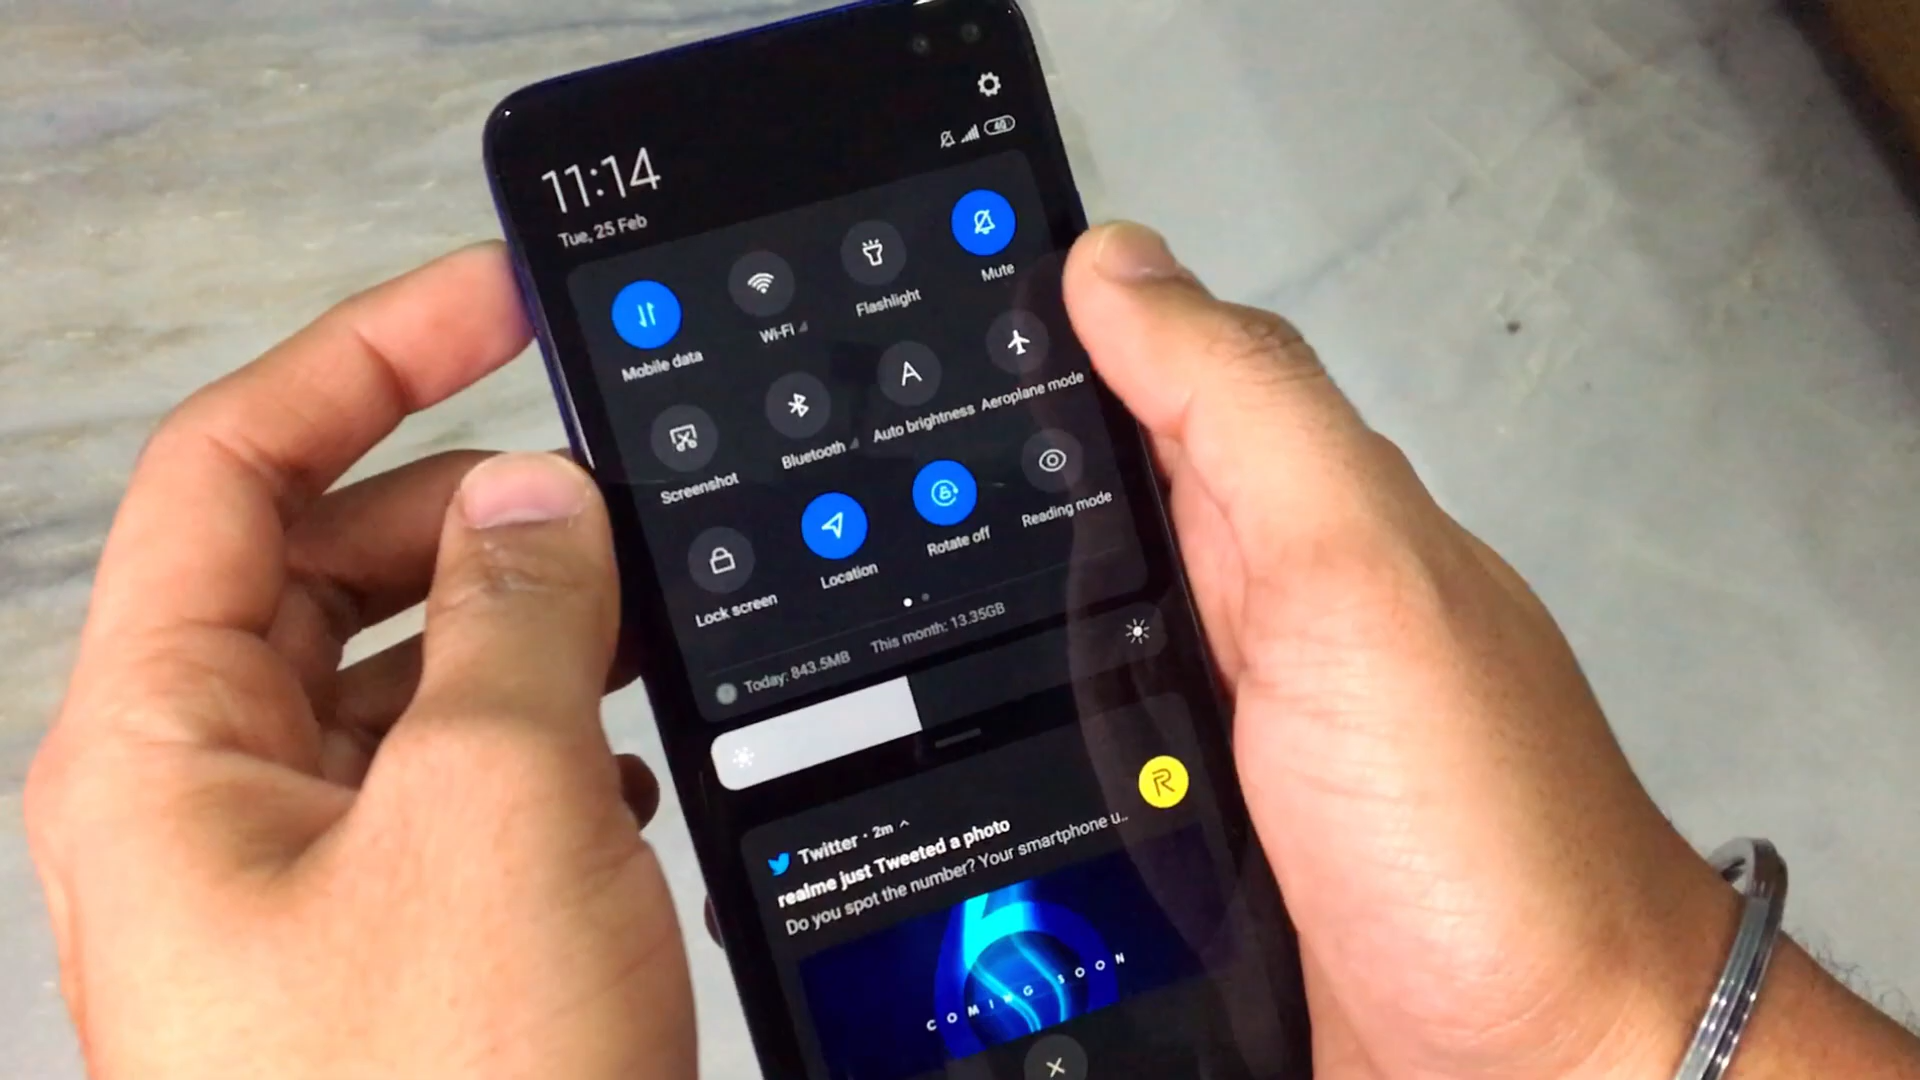 40
11:14
Tue, 25 Feb
Mobile data
Wi-Fi
Flashlight
Mute
Screenshot
Bluetooth
A
Auto brightness
Aeroplane mode
Lock screen
Location
Rotate off
Reading mode
Today: 843.5MB This month: 13.35GB
Twitter · 2m
realme just Tweeted a photo
Do you spot the number? Your smartphone u..
R
6
COMING SOON